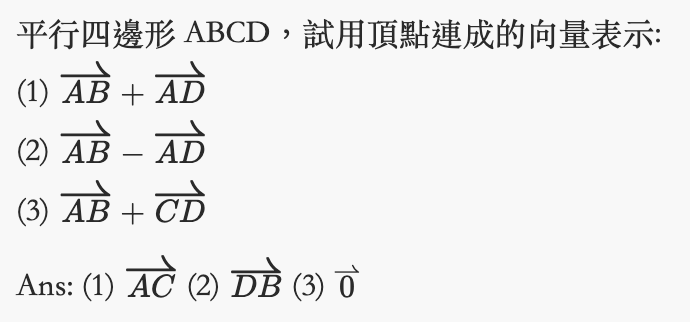 平行四邊形 ABCD，試用頂點連成的向量表示:
(1) $\overrightarrow{AB} + \overrightarrow{AD}$
(2) $\overrightarrow{AB} - \overrightarrow{AD}$
(3) $\overrightarrow{AB} + \overrightarrow{CD}$
Ans: (1) $\overrightarrow{AC}$ (2) $\overrightarrow{DB}$ (3) $\vec{0}$